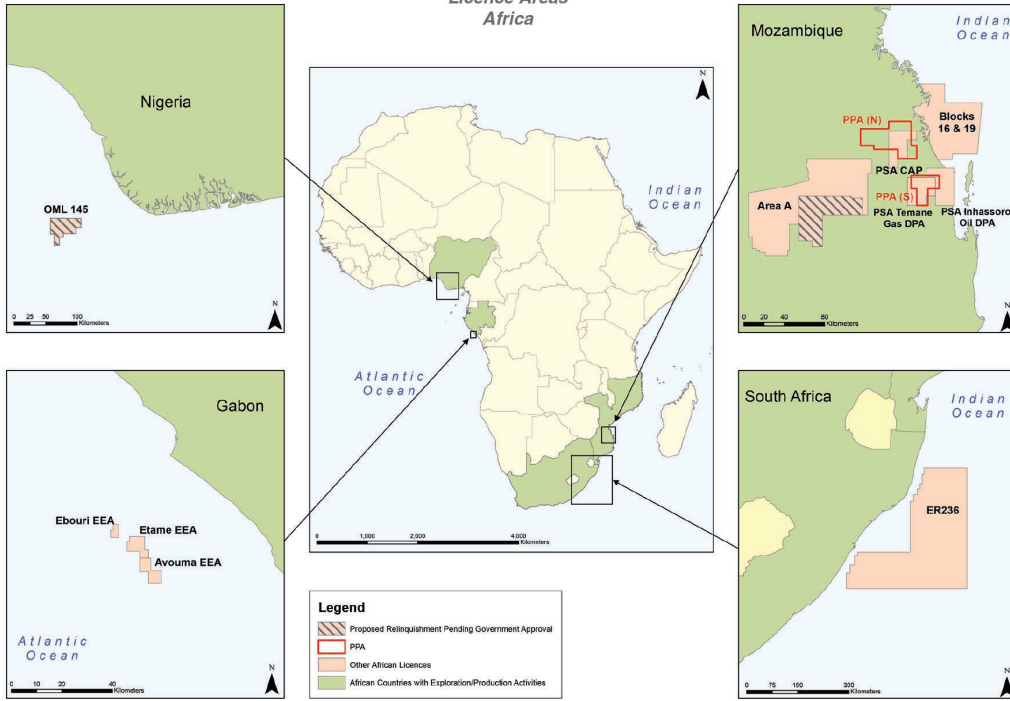 Licence Areas
Africa
Nigeria
OML 145
0 25 50 100
Kilometers
N
Gabon
Ebouri EEA
Etame EEA
Avouma EEA
Atlantic
Ocean
0 10 20 40
Kilometers
N
N
Indian
Ocean
Atlantic
Ocean
0 1,000 2,000 4,000
Kilometers
Legend
Proposed Relinquishment Pending Government Approval
PPA
Other African Licences
African Countries with Exploration/Production Activities
Mozambique
Indian
Ocean
PPA (N)
Blocks
16 & 19
PSA CAP
Area A
PPA (S)
PSA Temane
Gas DPA
PSA Inhassoro
Oil DPA
0 20 40 80
Kilometers
N
South Africa
Indian
Ocean
ER236
0 75 150 300
Kilometers
N